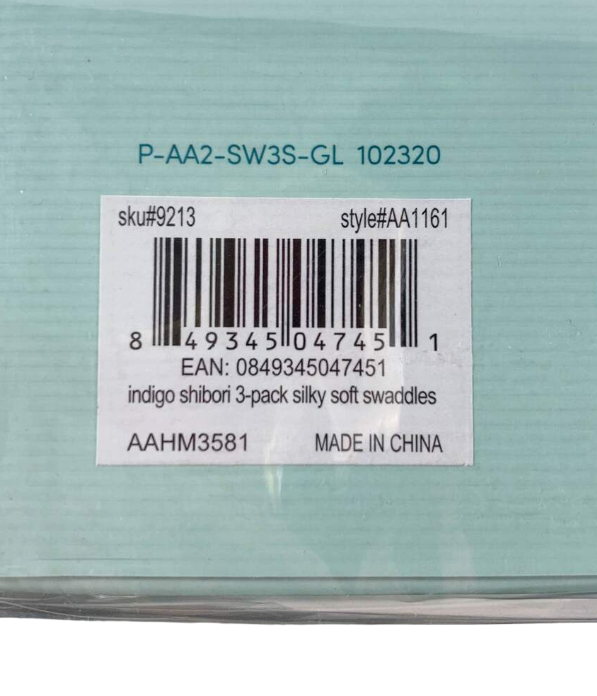 P-AA2-SW3S-GL 102320
sku#9213 style#AA1161
8 49345 04745 1
EAN: 0849345047451
indigo shibori 3-pack silky soft swaddles
AAHM3581 MADE IN CHINA